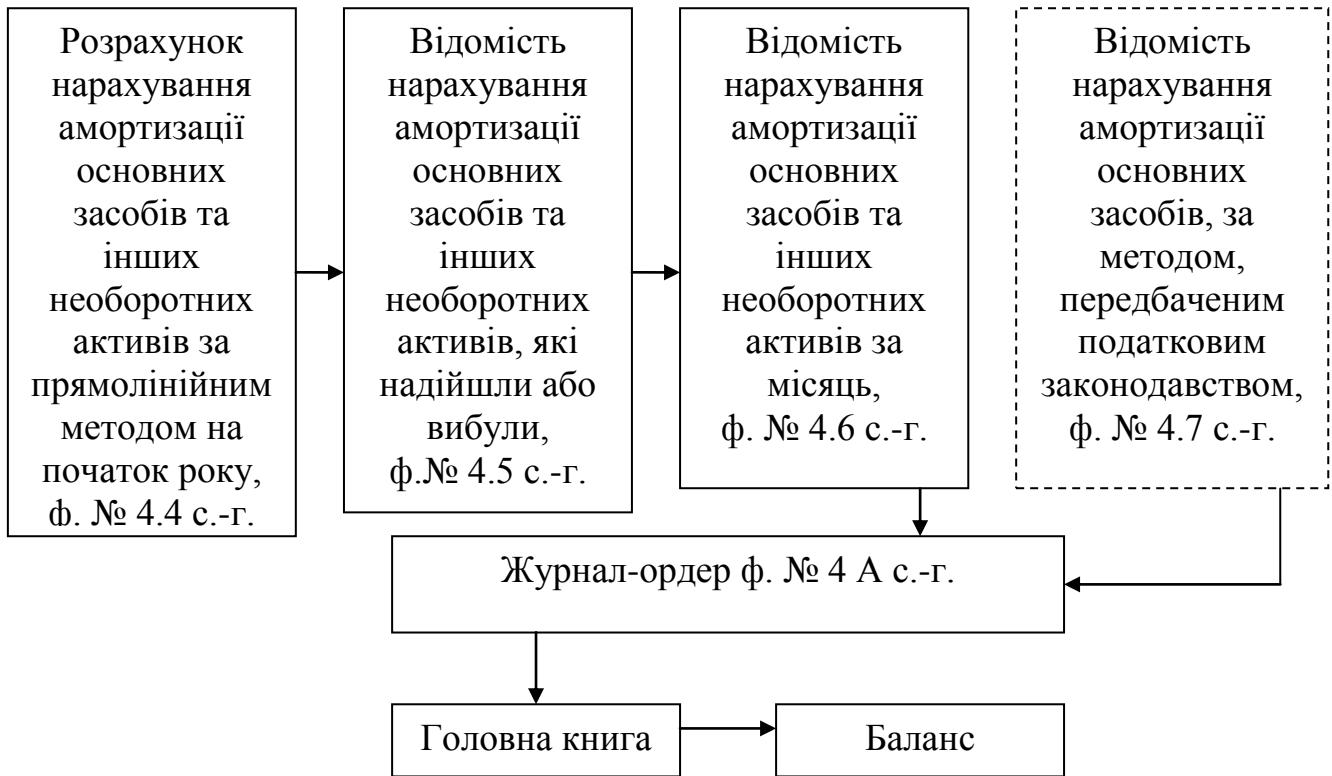 Розрахунок
нарахування
амортизації
основних
засобів та
інших
необоротних
активів за
прямолінійним
методом на
початок року,
ф. № 4.4 с.-г.
Відомість
нарахування
амортизації
основних
засобів та
інших
необоротних
активів, які
надійшли або
вибули,
ф.№ 4.5 с.-г.
Відомість
нарахування
амортизації
основних
засобів та
інших
необоротних
активів за
місяць,
ф. № 4.6 с.-г.
Відомість
нарахування
амортизації
основних
засобів, за
методом,
передбаченим
податковим
законодавством,
ф. № 4.7 с.-г.
Журнал-ордер ф. № 4 А с.-г.
Головна книга
Баланс